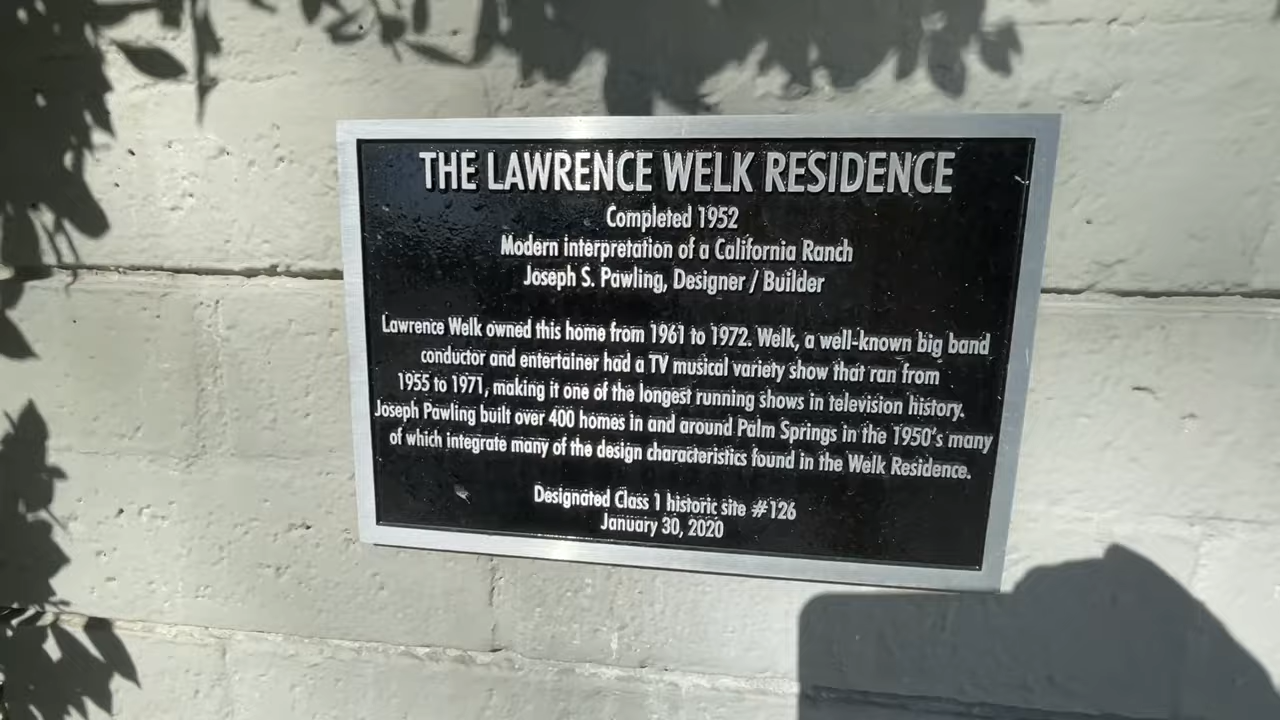 THE LAWRENCE WELK RESIDENCE
Completed 1952
Modern interpretation of a California Ranch
Joseph S. Pawling, Designer / Builder
Lawrence Welk owned this home from 1961 to 1972. Welk, a well-known big band
conductor and entertainer had a TV musical variety show that ran from
1955 to 1971, making it one of the longest running shows in television history.
Joseph Pawling built over 400 homes in and around Palm Springs in the 1950's many
of which integrate many of the design characteristics found in the Welk Residence.
Designated Class 1 historic site #126
January 30, 2020